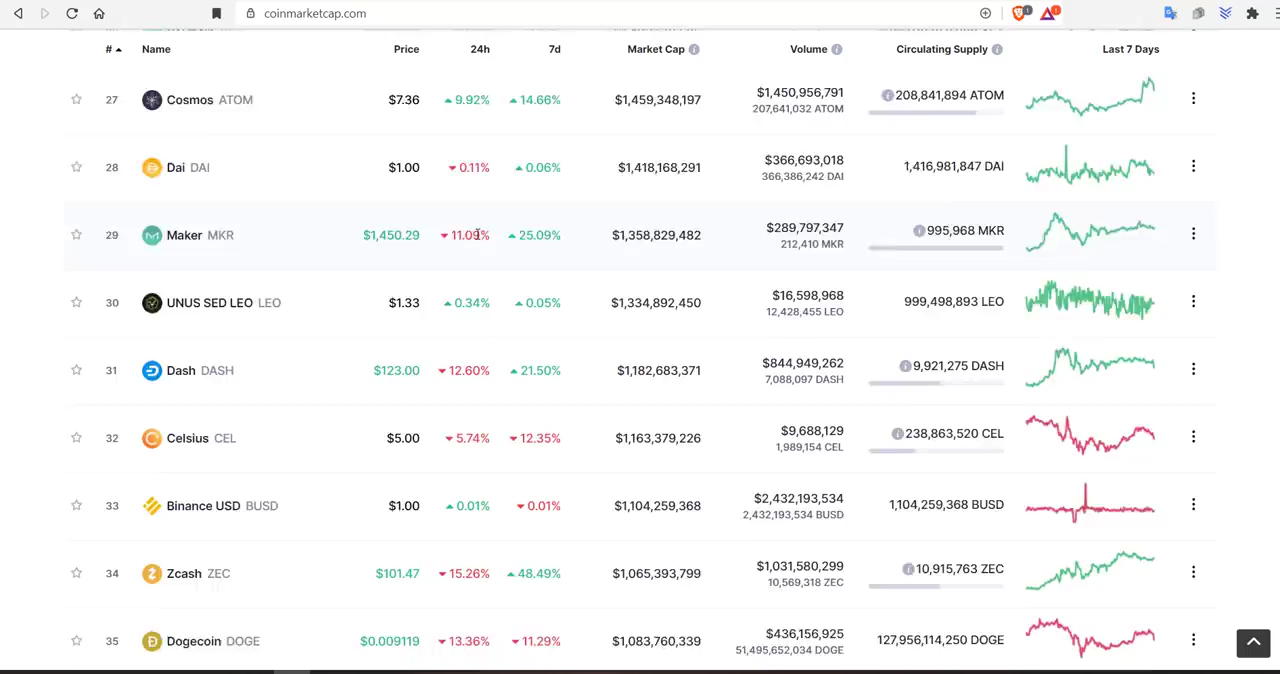 coinmarketcap.com
1
1
# Name Price 24h 7d Market Cap Volume Circulating Supply Last 7 Days
27 Cosmos ATOM $7.36 9.92% 14.66% $1,459,348,197 $1,450,956,791 208,841,894 ATOM
207,641,032 ATOM
28 Dai DAI $1.00 0.11% 0.06% $1,418,168,291 $366,693,018 1,416,981,847 DAI
366,386,242 DAI
29 Maker MKR $1,450.29 11.09% 25.09% $1,358,829,482 $289,797,347 995,968 MKR
212,410 MKR
30 UNUS SED LEO LEO $1.33 0.34% 0.05% $1,334,892,450 $16,598,968 999,498,893 LEO
12,428,455 LEO
31 Dash DASH $123.00 12.60% 21.50% $1,182,683,371 $844,949,262 9,921,275 DASH
7,088,097 DASH
32 Celsius CEL $5.00 5.74% 12.35% $1,163,379,226 $9,688,129 238,863,520 CEL
1,989,154 CEL
33 Binance USD BUSD $1.00 0.01% 0.01% $1,104,259,368 $2,432,193,534 1,104,259,368 BUSD
2,432,193,534 BUSD
34 Zcash ZEC $101.47 15.26% 48.49% $1,065,393,799 $1,031,580,299 10,915,763 ZEC
10,569,318 ZEC
35 Dogecoin DOGE $0.009119 13.36% 11.29% $1,083,760,339 $436,156,925 127,956,114,250 DOGE
51,495,652,034 DOGE